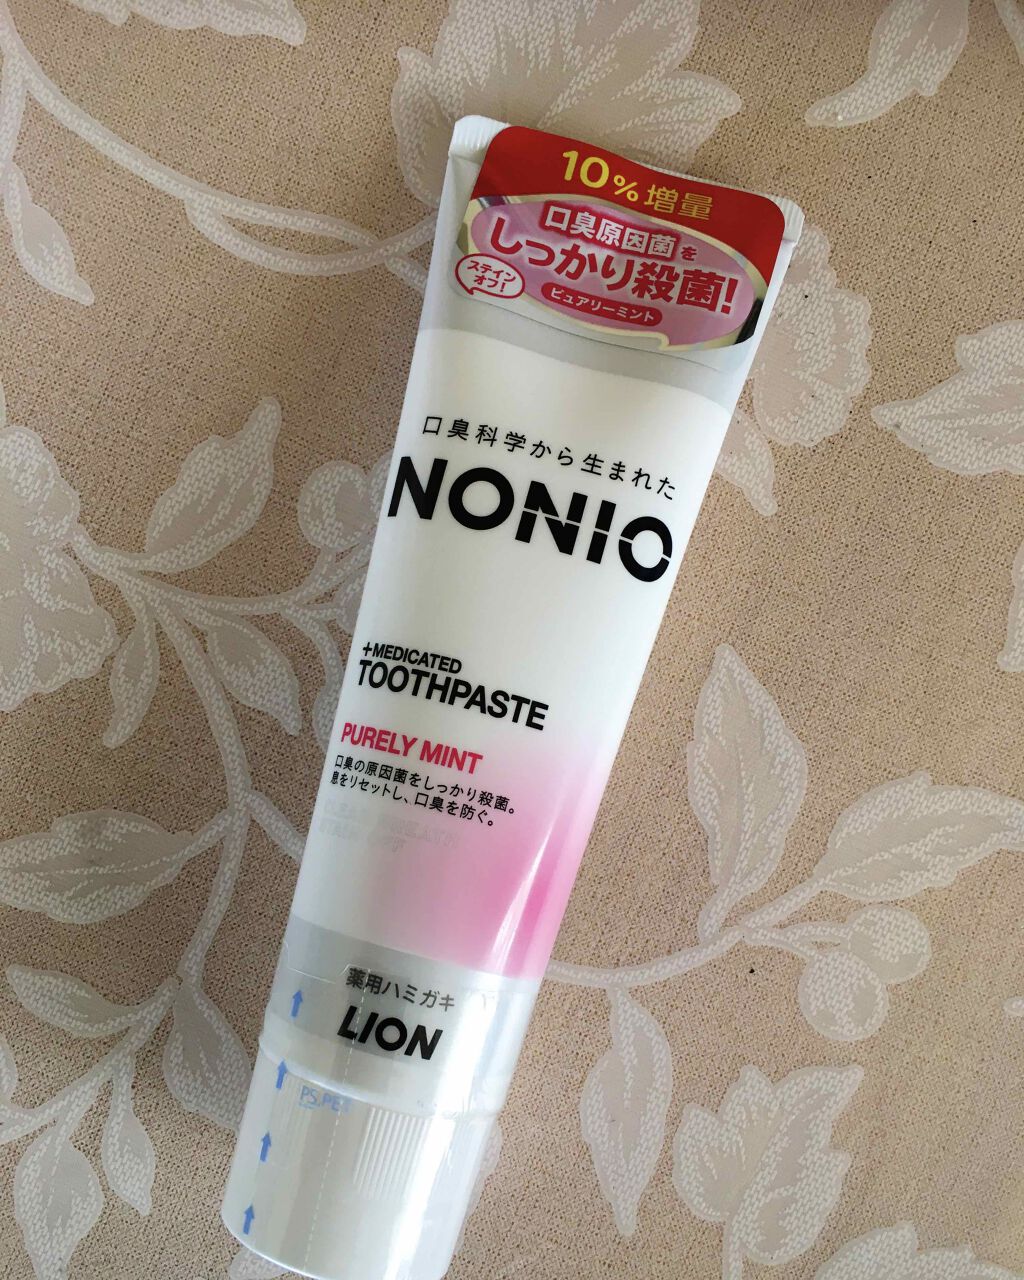 10%増量
口臭原因菌を
しっかり殺菌!
ステイン
オフ!
ピュアリーミント
口臭科学から生まれた
NONIO
+MEDICATED
TOOTHPASTE
PURELY MINT
口臭の原因菌をしっかり殺菌。
息をリセットし、口臭を防ぐ。
薬用ハミガキ
LION